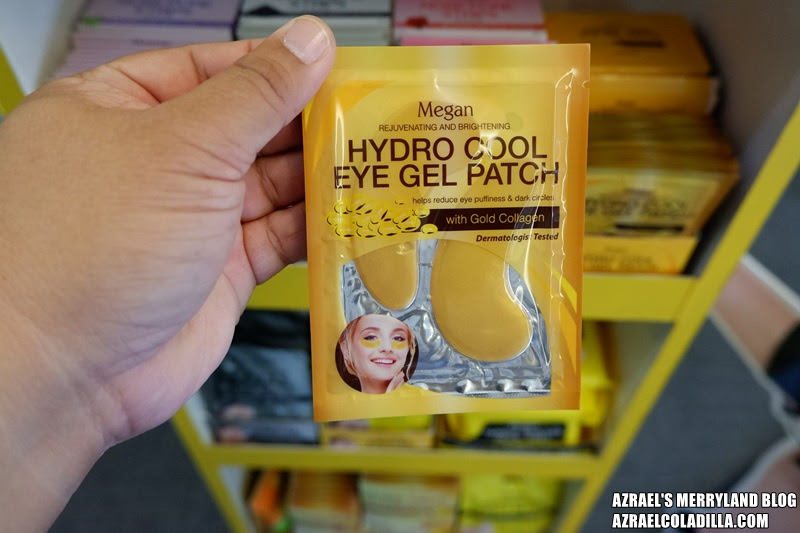 Megan
REJUVENATING AND BRIGHTENING
HYDRO COOL
EYE GEL PATCH
helps reduce eye puffiness & dark circles
with Gold Collagen
Dermatologist Tested
AZRAEL'S MERRYLAND BLOG
AZRAELCOLADILLA.COM